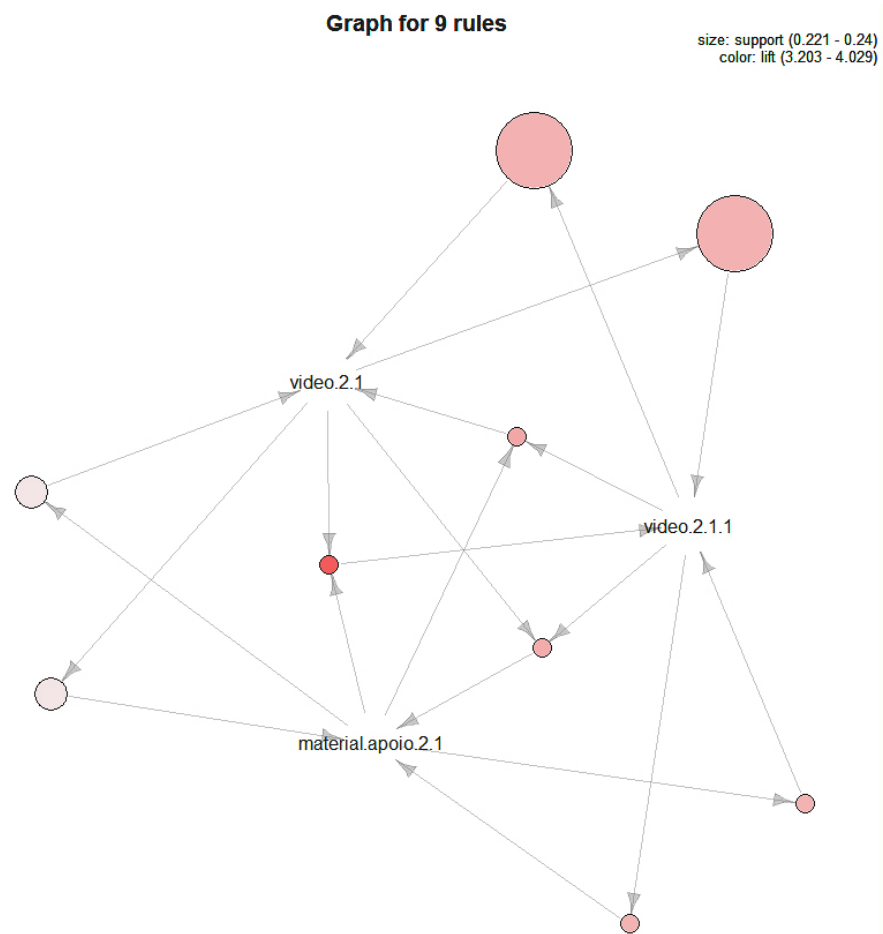 Graph for 9 rules
size: support (0.221 - 0.24)
color: lift (3.203 - 4.029)
video.2.1
video.2.1.1
material.apoio.2.1